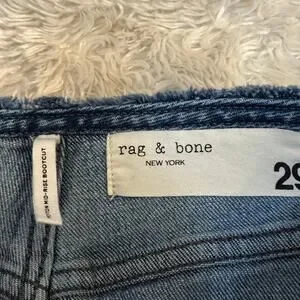 rag & bone
NEW YORK
29
MID-RISE BOOTCUT